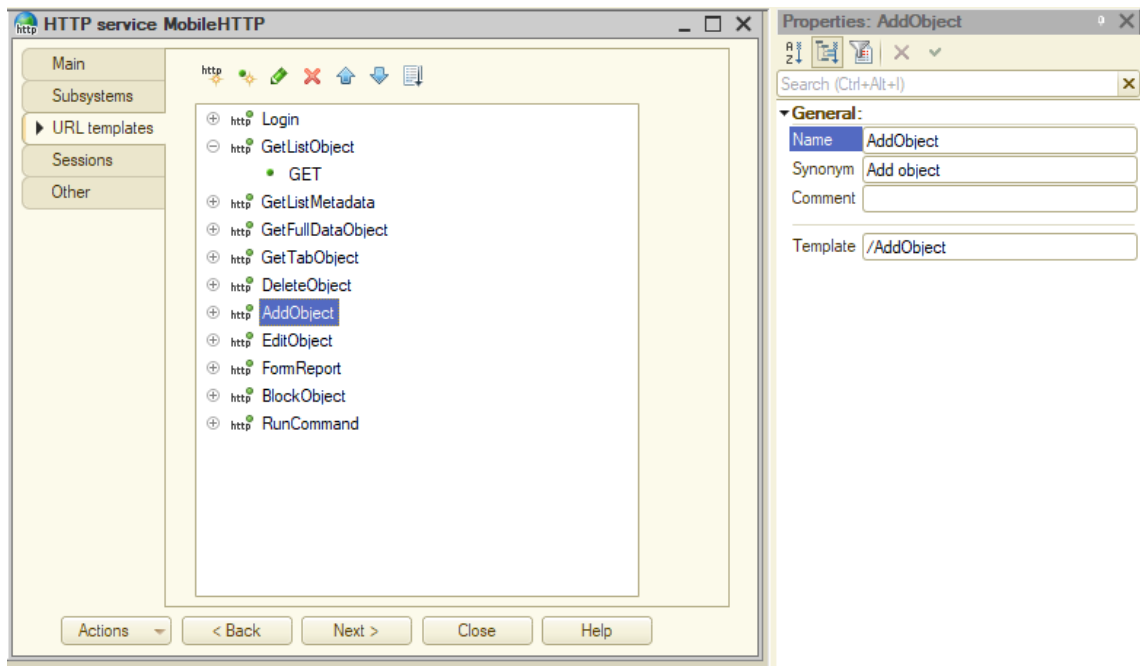 HTTP service MobileHTTP
Main
Subsystems
URL templates
Sessions
Other
http
Login
GetListObject
GET
GetListMetadata
GetFullDataObject
GetTabObject
DeleteObject
AddObject
EditObject
FormReport
BlockObject
RunCommand
Actions
< Back
Next >
Close
Help
Properties: AddObject
Search (Ctrl+Alt+I)
General:
Name AddObject
Synonym Add object
Comment
Template /AddObject